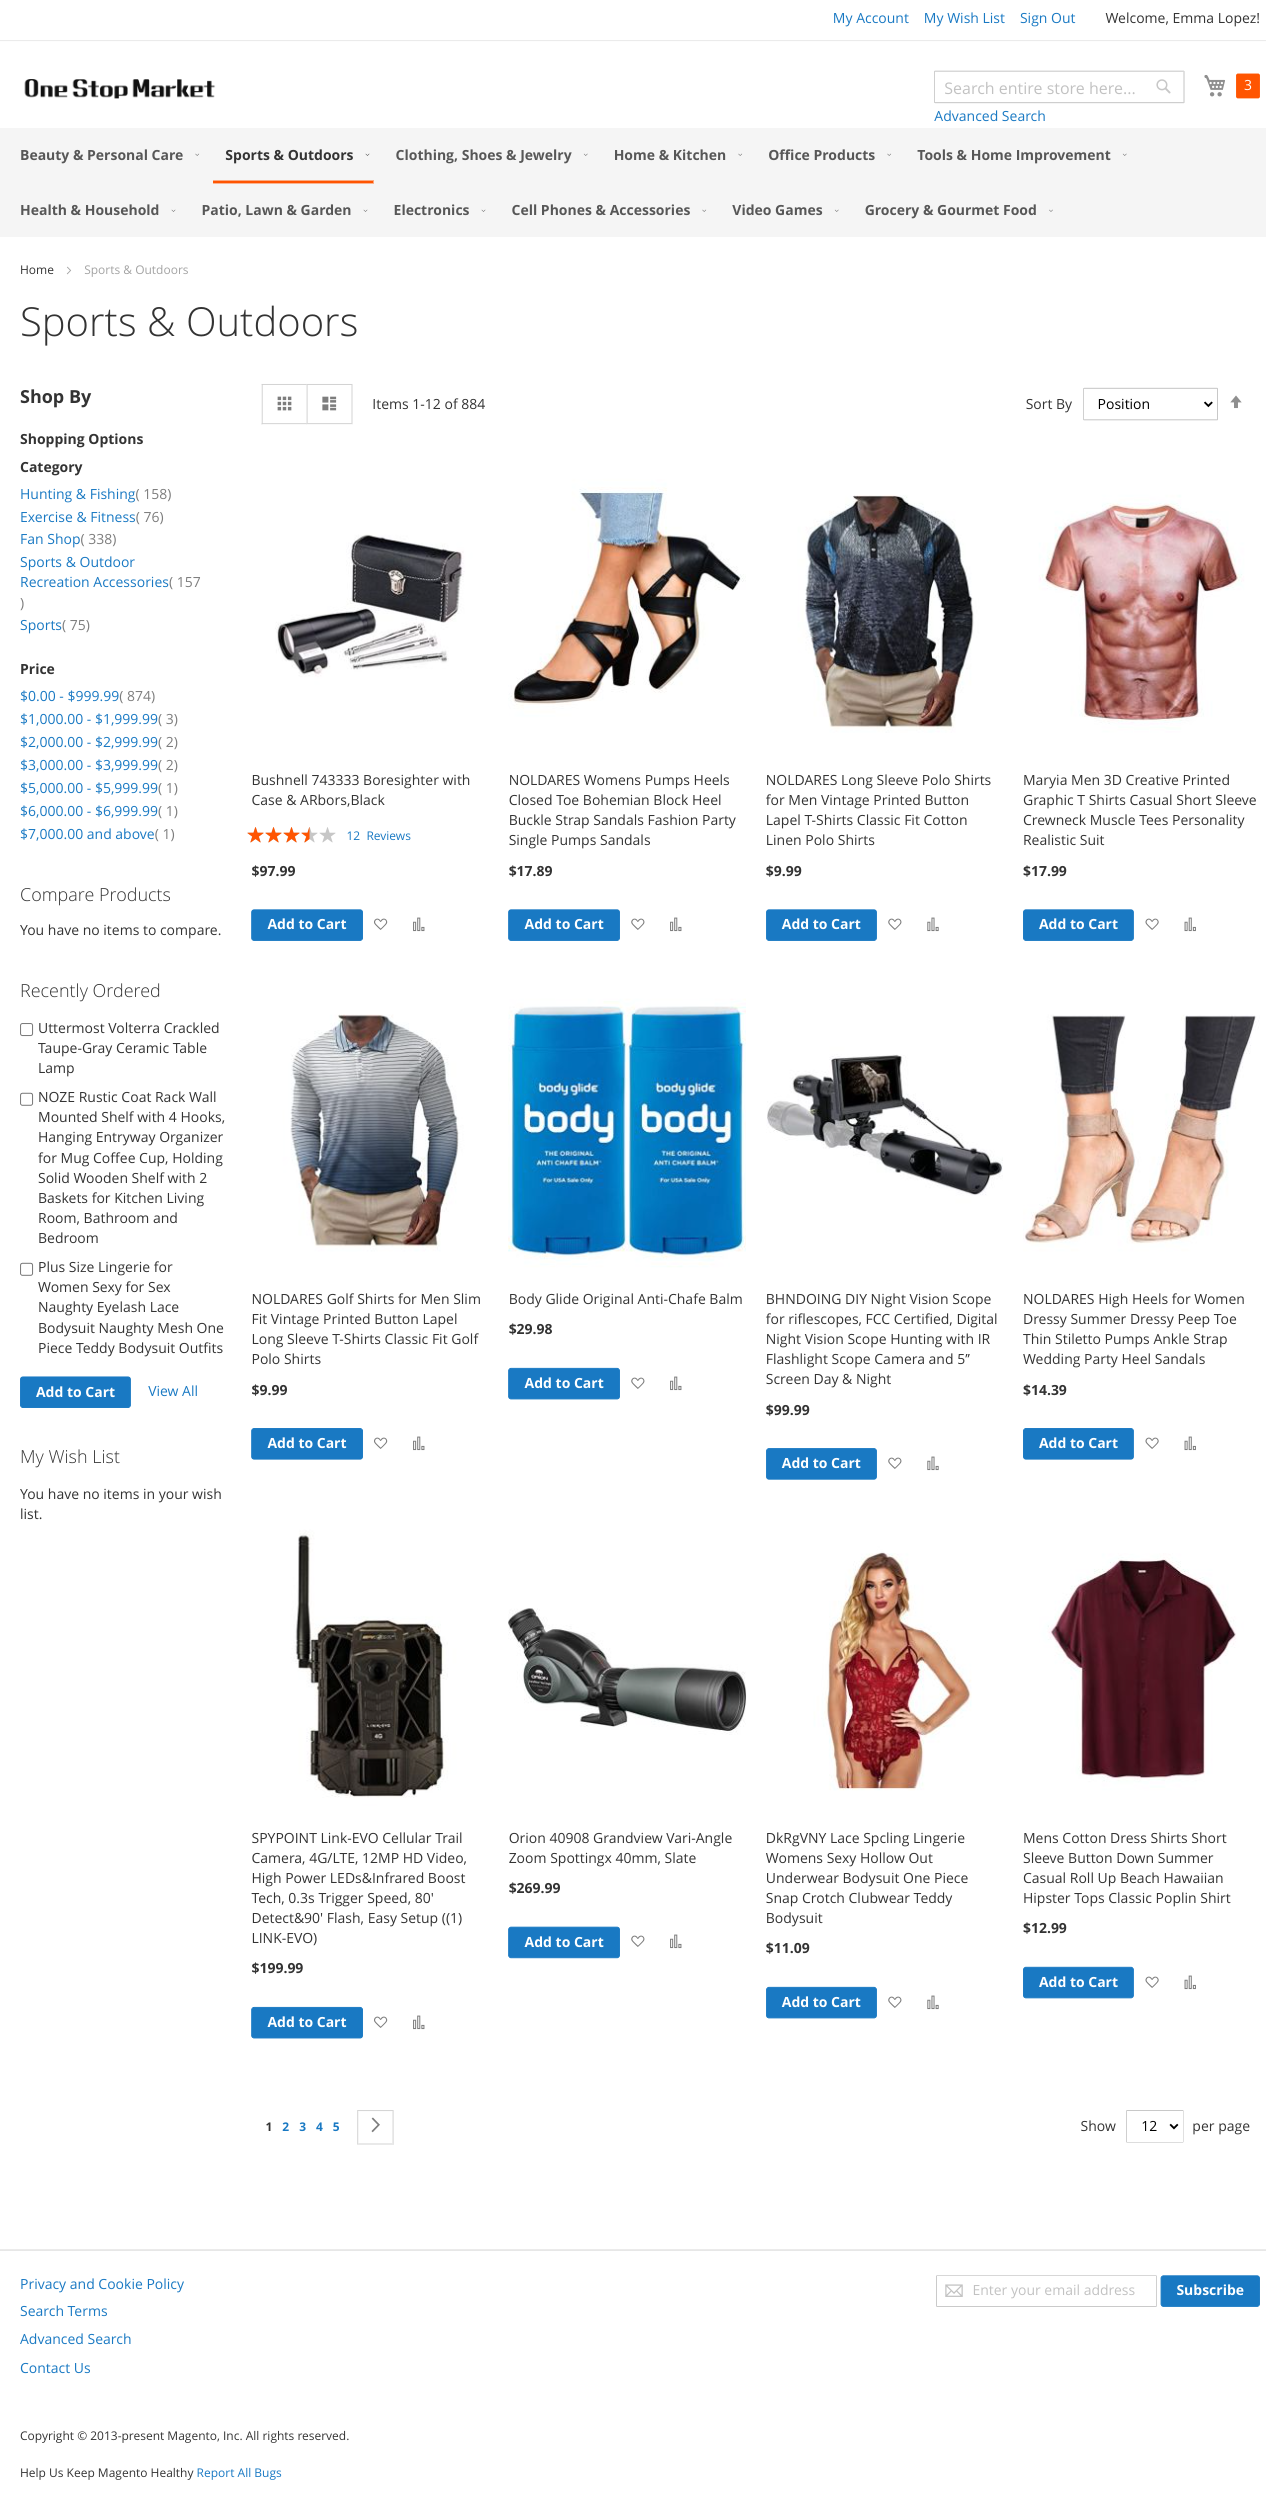 My Account My Wish List Sign Out Welcome, Emma Lopez!
One Stop Market
Search entire store here...
3
Advanced Search
Beauty & Personal Care Sports & Outdoors Clothing, Shoes & Jewelry Home & Kitchen Office Products Tools & Home Improvement
Health & Household Patio, Lawn & Garden Electronics Cell Phones & Accessories Video Games Grocery & Gourmet Food
Home Sports & Outdoors
Sports & Outdoors
Shop By
Shopping Options
Category
Hunting & Fishing( 158)
Exercise & Fitness( 76)
Fan Shop( 338)
Sports & Outdoor
Recreation Accessories( 157
)
Sports( 75)
Price
$0.00 - $999.99( 874)
$1,000.00 - $1,999.99( 3)
$2,000.00 - $2,999.99( 2)
$3,000.00 - $3,999.99( 2)
$5,000.00 - $5,999.99( 1)
$6,000.00 - $6,999.99( 1)
$7,000.00 and above( 1)
Compare Products
You have no items to compare.
Recently Ordered
Uttermost Volterra Crackled
Taupe-Gray Ceramic Table
Lamp
NOZE Rustic Coat Rack Wall
Mounted Shelf with 4 Hooks,
Hanging Entryway Organizer
for Mug Coffee Cup, Holding
Solid Wooden Shelf with 2
Baskets for Kitchen Living
Room, Bathroom and
Bedroom
Plus Size Lingerie for
Women Sexy for Sex
Naughty Eyelash Lace
Bodysuit Naughty Mesh One
Piece Teddy Bodysuit Outfits
Add to Cart View All
My Wish List
You have no items in your wish
list.
Items 1-12 of 884
Sort By Position
Bushnell 743333 Boresighter with
Case & ARbors,Black
12 Reviews
$97.99
Add to Cart
NOLDARES Womens Pumps Heels
Closed Toe Bohemian Block Heel
Buckle Strap Sandals Fashion Party
Single Pumps Sandals
$17.89
Add to Cart
NOLDARES Long Sleeve Polo Shirts
for Men Vintage Printed Button
Lapel T-Shirts Classic Fit Cotton
Linen Polo Shirts
$9.99
Add to Cart
Maryia Men 3D Creative Printed
Graphic T Shirts Casual Short Sleeve
Crewneck Muscle Tees Personality
Realistic Suit
$17.99
Add to Cart
NOLDARES Golf Shirts for Men Slim
Fit Vintage Printed Button Lapel
Long Sleeve T-Shirts Classic Fit Golf
Polo Shirts
$9.99
Add to Cart
body glide body glide
body body
THE ORIGINAL THE ORIGINAL
ANTI CHAFE BALM ANTI CHAFE BALM
For USA Sale Only For USA Sale Only
Body Glide Original Anti-Chafe Balm
$29.98
Add to Cart
BHNDOING DIY Night Vision Scope
for riflescopes, FCC Certified, Digital
Night Vision Scope Hunting with IR
Flashlight Scope Camera and 5”
Screen Day & Night
$99.99
Add to Cart
NOLDARES High Heels for Women
Dressy Summer Dressy Peep Toe
Thin Stiletto Pumps Ankle Strap
Wedding Party Heel Sandals
$14.39
Add to Cart
LINK-EVO
4G
SPYPOINT Link-EVO Cellular Trail
Camera, 4G/LTE, 12MP HD Video,
High Power LEDs&Infrared Boost
Tech, 0.3s Trigger Speed, 80'
Detect&90' Flash, Easy Setup ((1)
LINK-EVO)
$199.99
Add to Cart
ORION
Orion 40908 Grandview Vari-Angle
Zoom Spottingx 40mm, Slate
$269.99
Add to Cart
DkRgVNY Lace Spcling Lingerie
Womens Sexy Hollow Out
Underwear Bodysuit One Piece
Snap Crotch Clubwear Teddy
Bodysuit
$11.09
Add to Cart
Mens Cotton Dress Shirts Short
Sleeve Button Down Summer
Casual Roll Up Beach Hawaiian
Hipster Tops Classic Poplin Shirt
$12.99
Add to Cart
1 2 3 4 5
Show 12 per page
Privacy and Cookie Policy
Search Terms
Advanced Search
Contact Us
Enter your email address Subscribe
Copyright © 2013-present Magento, Inc. All rights reserved.
Help Us Keep Magento Healthy Report All Bugs